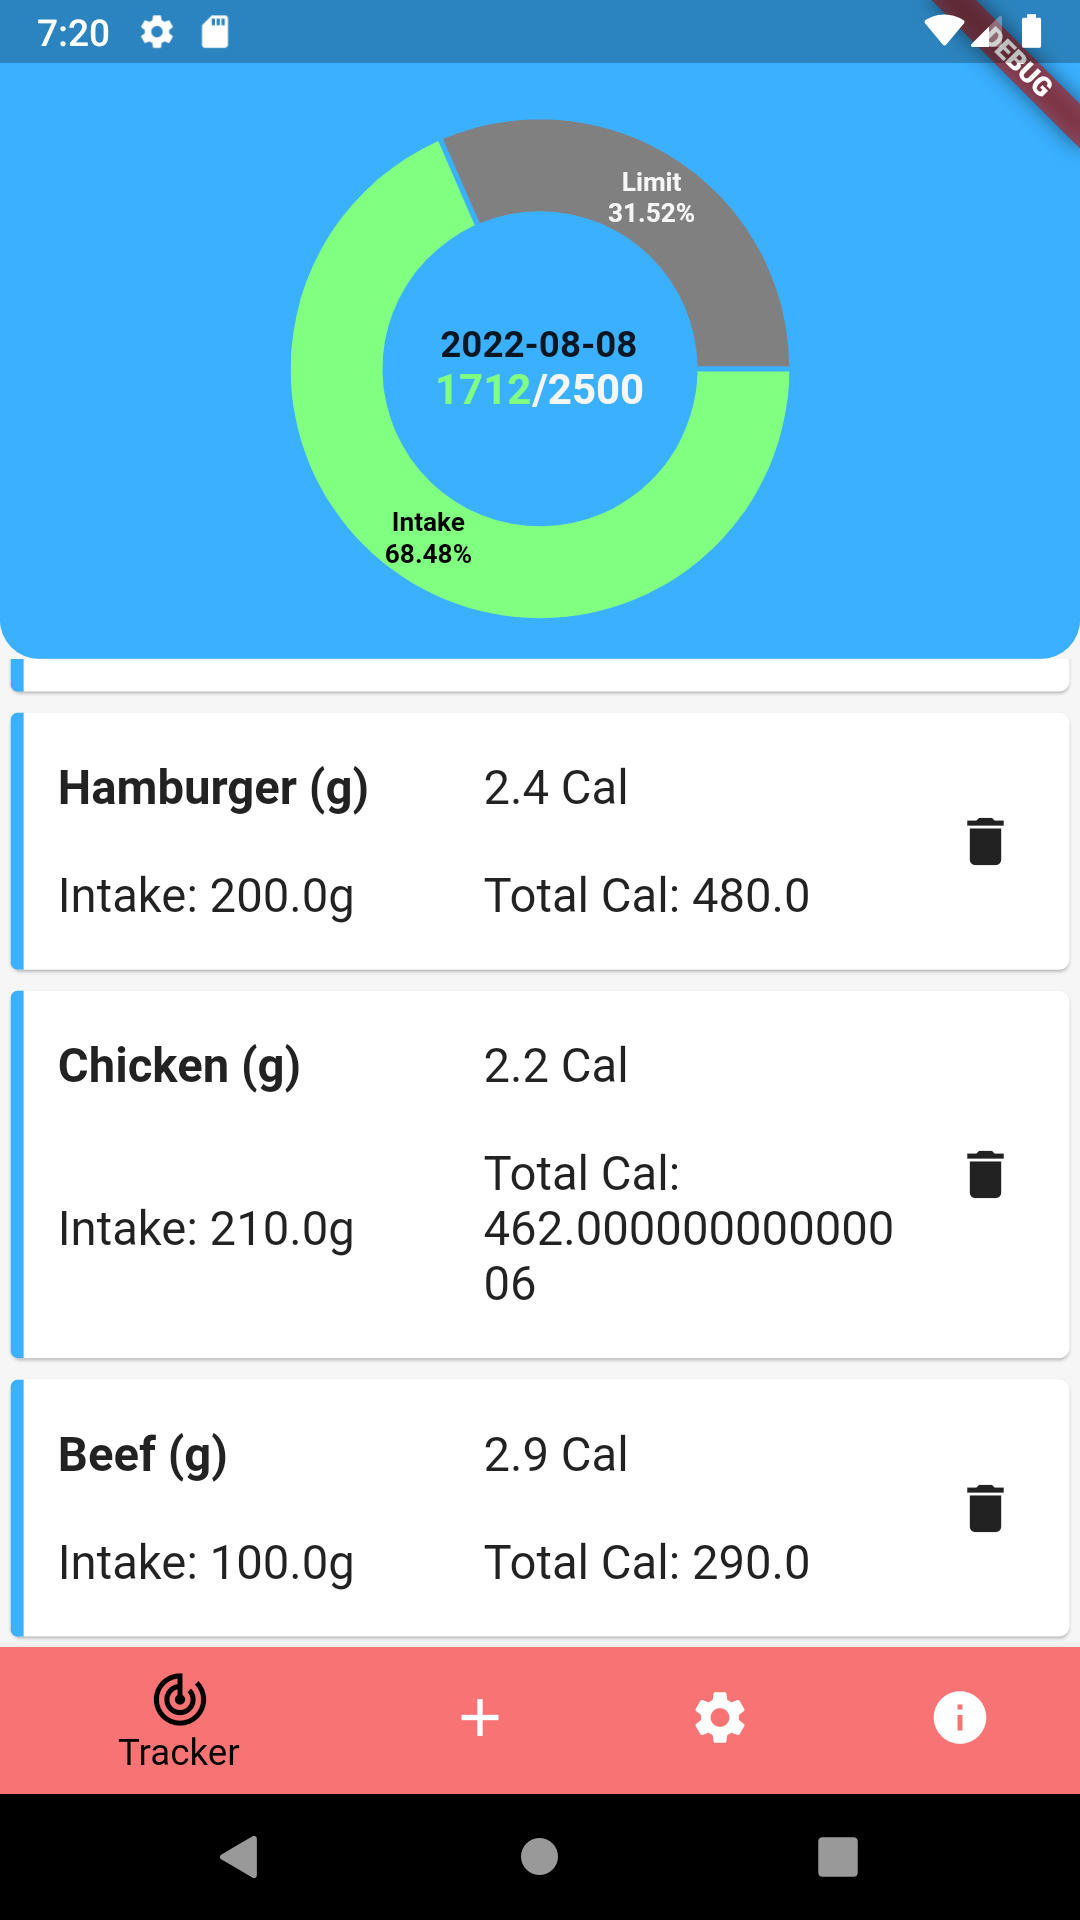 7:20
DEBUG
Limit
31.52%
2022-08-08
1712/2500
Intake
68.48%
Hamburger (g)
2.4 Cal
Intake: 200.0g
Total Cal: 480.0
Chicken (g)
2.2 Cal
Intake: 210.0g
Total Cal:
462.000000000000
06
Beef (g)
2.9 Cal
Intake: 100.0g
Total Cal: 290.0
Tracker